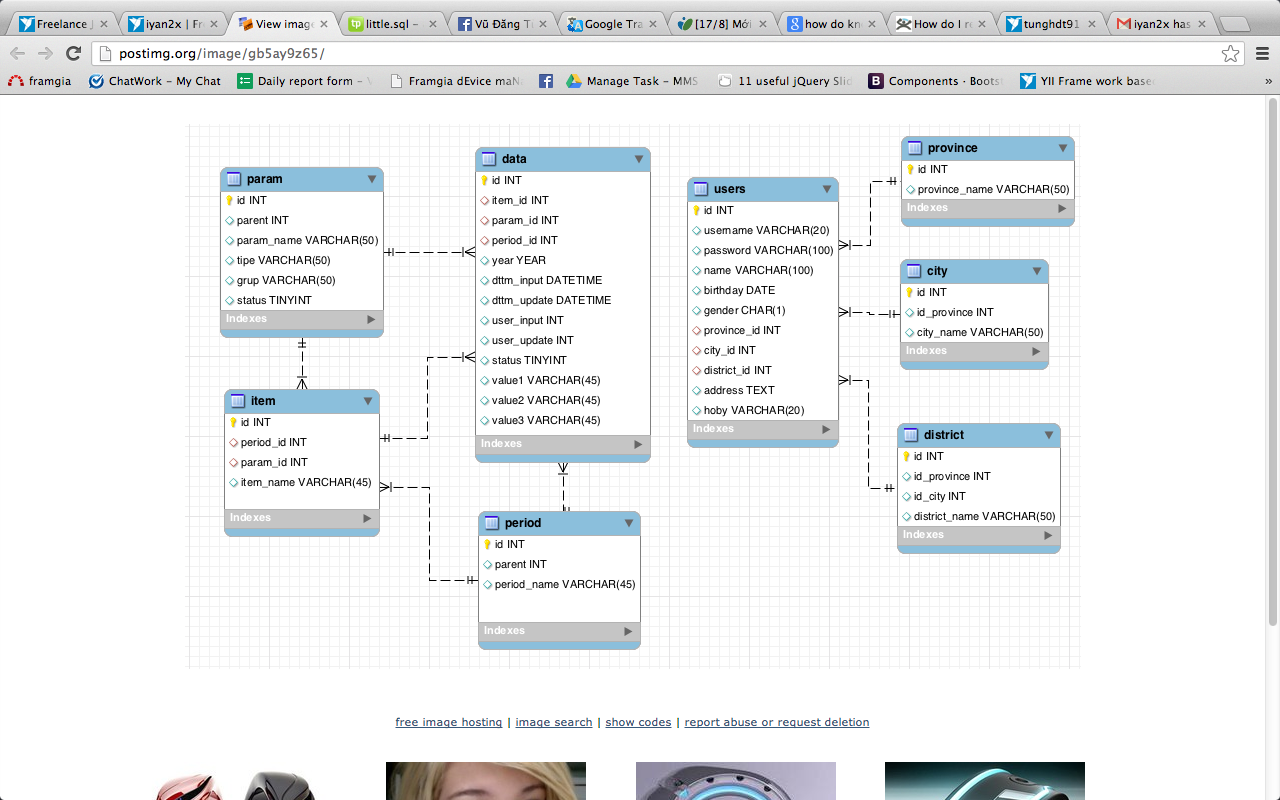 Freelance J
iyan2x | Fr
View image
little.sql –
Vũ Đăng Ti
Google Tra
[17/8] Mới
how do kn
How do I r
tunghdt91
iyan2x has
postimg.org/image/gb5ay9z65/
framgia
ChatWork – My Chat
Daily report form –
Framgia dEvice maNa
Manage Task – MMS
11 useful jQuery Slid
Components · Boots
YII Frame work base
»
param
id INT
parent INT
param_name VARCHAR(50)
tipe VARCHAR(50)
grup VARCHAR(50)
status TINYINT
Indexes
item
id INT
period_id INT
param_id INT
item_name VARCHAR(45)
Indexes
data
id INT
item_id INT
param_id INT
period_id INT
year YEAR
dttm_input DATETIME
dttm_update DATETIME
user_input INT
user_update INT
status TINYINT
value1 VARCHAR(45)
value2 VARCHAR(45)
value3 VARCHAR(45)
Indexes
period
id INT
parent INT
period_name VARCHAR(45)
Indexes
users
id INT
username VARCHAR(20)
password VARCHAR(100)
name VARCHAR(100)
birthday DATE
gender CHAR(1)
province_id INT
city_id INT
district_id INT
address TEXT
hoby VARCHAR(20)
Indexes
province
id INT
province_name VARCHAR(50)
Indexes
city
id INT
id_province INT
city_name VARCHAR(50)
Indexes
district
id INT
id_province INT
id_city INT
district_name VARCHAR(50)
Indexes
free image hosting | image search | show codes | report abuse or request deletion